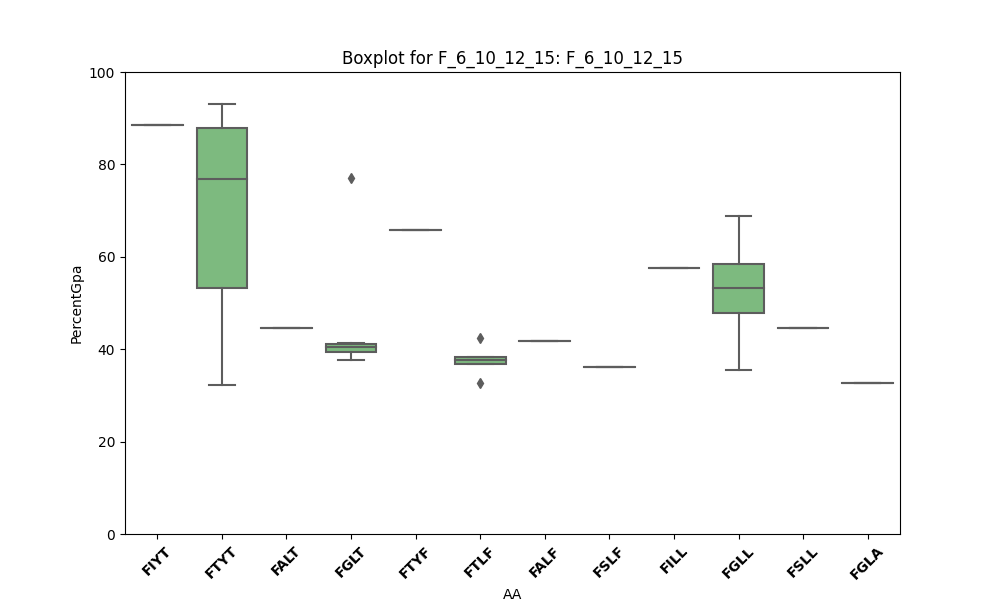 Boxplot for F_6_10_12_15: F_6_10_12_15
PercentGpa
100
80
60
40
20
0
FIYT FTYT FALT FGLT FTYF FTLF FALF FSLF FILL FGLL FSLL FGLA
AA